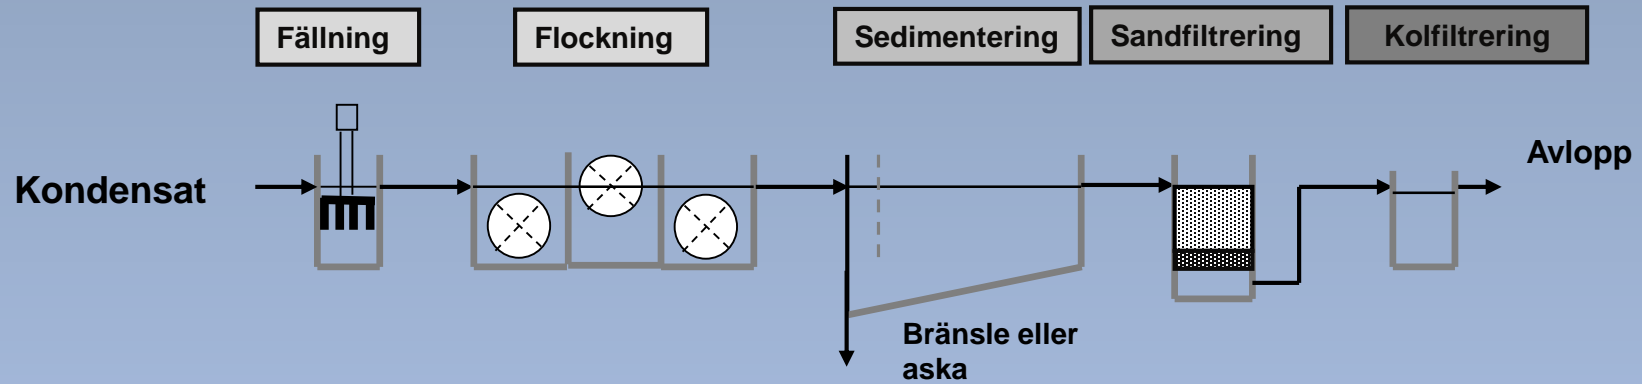 Fällning
Flockning
Sedimentering
Sandfiltrering
Kolfiltrering
Avlopp
Kondensat
Bränsle eller
aska